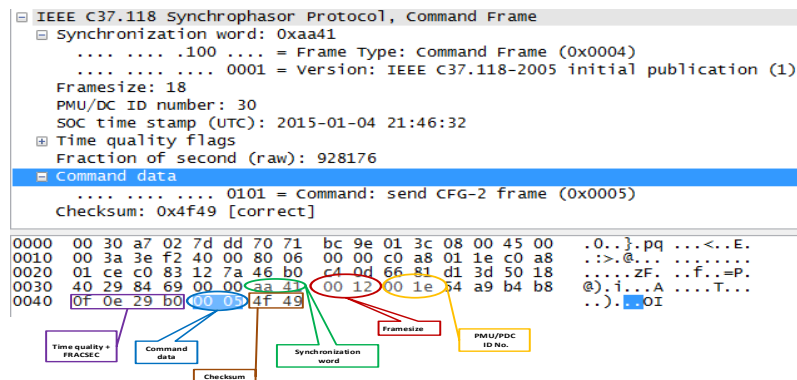 IEEE C37.118 Synchrophasor Protocol, Command Frame
Synchronization word: 0xaa41
.... .... .100 .... = Frame Type: Command Frame (0x0004)
.... .... .... 0001 = Version: IEEE C37.118-2005 initial publication (1)
Framesize: 18
PMU/DC ID number: 30
SOC time stamp (UTC): 2015-01-04 21:46:32
Time quality flags
Fraction of second (raw): 928176
Command data
.... .... .... 0101 = Command: send CFG-2 frame (0x0005)
Checksum: 0x4f49 [correct]
0000 00 30 a7 02 7d dd 70 71 bc 9e 01 3c 08 00 45 00 .0..}.pq ...<..E.
0010 00 3a 3e f2 40 00 80 06 00 00 c0 a8 01 1e c0 a8 .:>.@... ........
0020 01 ce c0 83 12 7a 46 b0 c4 0d 66 81 d1 3d 50 18 .....zF. ..f..=P.
0030 40 29 84 69 00 00 aa 41 00 12 00 1e 54 a9 b4 b8 @).i...A ....T...
0040 0f 0e 29 b0 00 05 4f 49 ..)...OI
Framesize
PMU/PDC
ID No.
Time quality +
FRACSEC
Command
data
Synchronization
word
Checksum